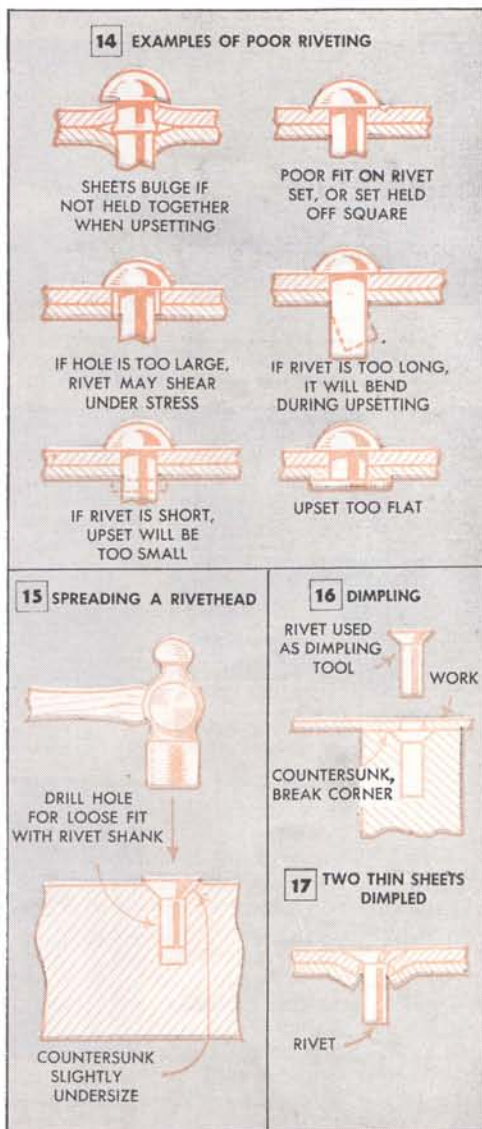 14 EXAMPLES OF POOR RIVETING
SHEETS BULGE IF
NOT HELD TOGETHER
WHEN UPSETTING
POOR FIT ON RIVET
SET, OR SET HELD
OFF SQUARE
IF HOLE IS TOO LARGE,
RIVET MAY SHEAR
UNDER STRESS
IF RIVET IS TOO LONG,
IT WILL BEND
DURING UPSETTING
IF RIVET IS SHORT,
UPSET WILL BE
TOO SMALL
UPSET TOO FLAT
15 SPREADING A RIVETHEAD
DRILL HOLE
FOR LOOSE FIT
WITH RIVET SHANK
COUNTERSUNK
SLIGHTLY
UNDERSIZE
16 DIMPLING
RIVET USED
AS DIMPLING
TOOL
WORK
COUNTERSUNK,
BREAK CORNER
17 TWO THIN SHEETS
DIMPLED
RIVET